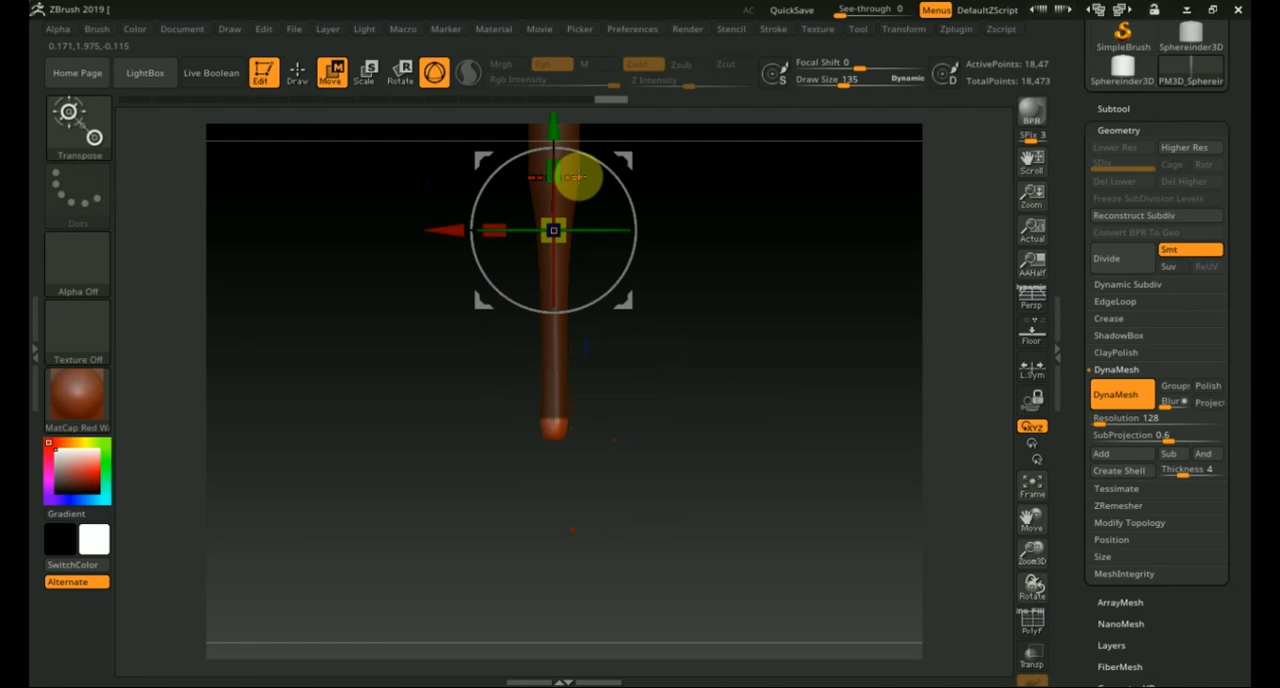 ZBrush 2019 [
AC QuickSave See-through 0 Menus DefaultZScript
Alpha Brush Color Document Draw Edit File Layer Light Macro Marker Material Movie Picker Preferences Render Stencil Stroke Texture Tool Transform Zplugin Zscript
0.171,1.975,-0.115
Home Page LightBox Live Boolean Edit Draw Move Scale Rotate
Mrgb Rgb M Zadd Zsub Zcut
Rgb Intensity Z Intensity
Focal Shift 0
Draw Size 135 Dynamic
ActivePoints: 18,47
TotalPoints: 18,473
SimpleBrush Sphereinder3D
Sphereinder3D PM3D_Sphereir
Transpose
Dots
Alpha Off
Texture Off
MatCap Red Wa
Gradient
SwitchColor
Alternate
BPR
SPix 3
Scroll
Zoom
Actual
AAHalf
Dynamic
Persp
Floor
L.Sym
XYZ
Frame
Move
Zoom3D
Rotate
PolyF
Transp
Subtool
Geometry
Lower Res Higher Res
SDiv Cage Rstr
Del Lower Del Higher
Freeze SubDivision Levels
Reconstruct Subdiv
Convert BPR To Geo
Divide Smt
Suv ReUV
Dynamic Subdiv
EdgeLoop
Crease
ShadowBox
ClayPolish
DynaMesh
DynaMesh Groups Polish
Blur Projec
Resolution 128
SubProjection 0.6
Add Sub And
Create Shell Thickness 4
Tessimate
ZRemesher
Modify Topology
Position
Size
MeshIntegrity
ArrayMesh
NanoMesh
Layers
FiberMesh